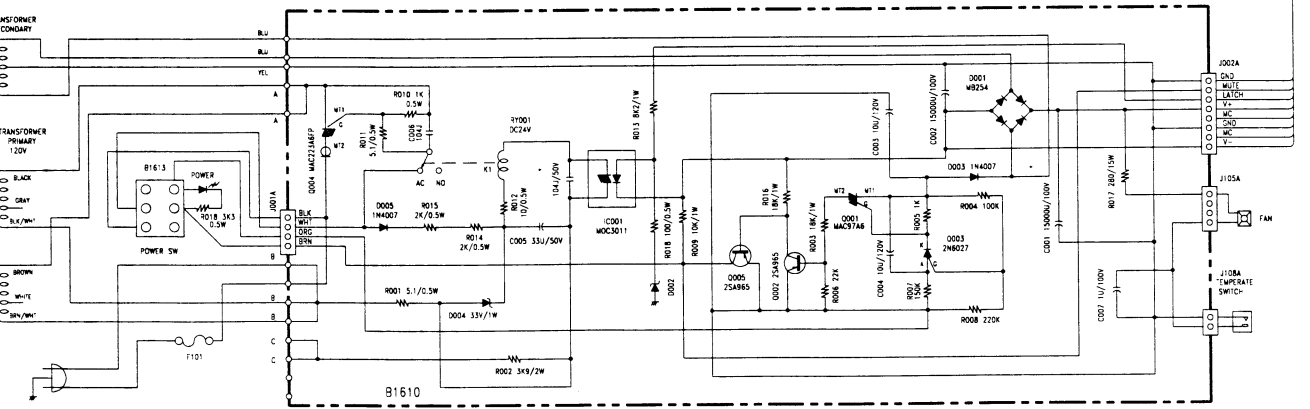 ANSFORMER
CONDARY
BLU
BLU
YEL
A
A
TRANSFORMER
PRIMARY
120V
BLACK
GRAY
BLK/WHT
BROWN
WHITE
BRN/WHT
B1613
POWER
R018 3K3
0.5W
POWER SW
J001A
BLK
WHT
ORG
BRN
B
B
B
C
C
F101
MT1
G
MT2
Q004 MAC223A6FP
R010 1K
0.5W
R011
5.1/0.5W
C006
104J
AC NO
K1
RY001
DC24V
R012
10/0.5W
104J/50V
D005
1N4007
R015
2K/0.5W
R014
2K/0.5W
C005 33U/50V
R001 5.1/0.5W
D004 33V/1W
R002 3K9/2W
IC001
MOC3011
R013 8K2/1W
R018 100/0.5W
R009 10K/1W
D002
Q005
2SA965
R016
18K/1W
Q002 2SA965
R003 18K/1W
R006 22K
MT2 MT1
G
Q001
MAC97A6
C003 10U/120V
C004 10U/120V
C002 15000U/100V
D001
MB254
D003 1N4007
R004 100K
R005 1K
K
A G
Q003
2N6027
R007
150K
R008 220K
C001 15000U/100V
R017 280/15W
C007 1U/100V
J002A
GND
MUTE
LATCH
V+
MC
GND
MC
V-
J105A
FAN
J108A
TEMPERATE
SWITCH
B1610